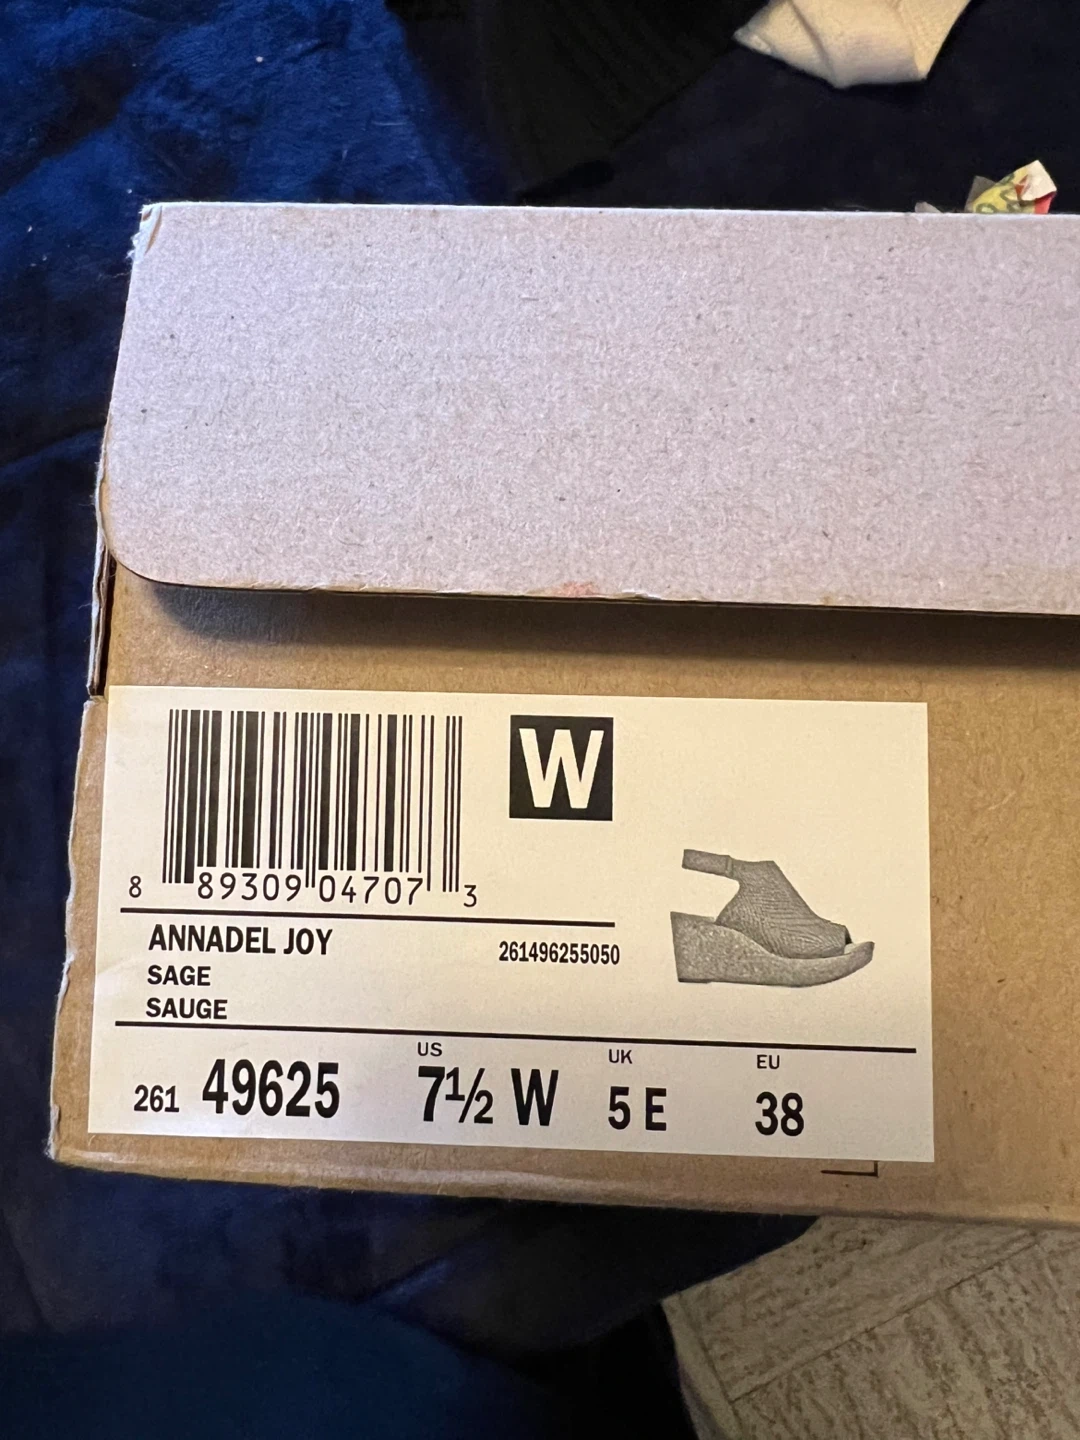 W
8 89309 04707 3
ANNADEL JOY
261496255050
SAGE
SAUGE
261 49625
US
7½ W
UK
5 E
EU
38